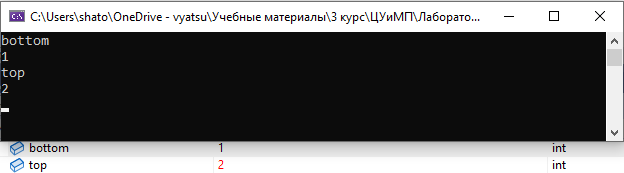 C:\Users\shato\OneDrive - vyatsu\Учебные материалы\3 курс\ЦУиМП\Лаборато...
bottom
1
top
2
bottom 1 int
top 2 int